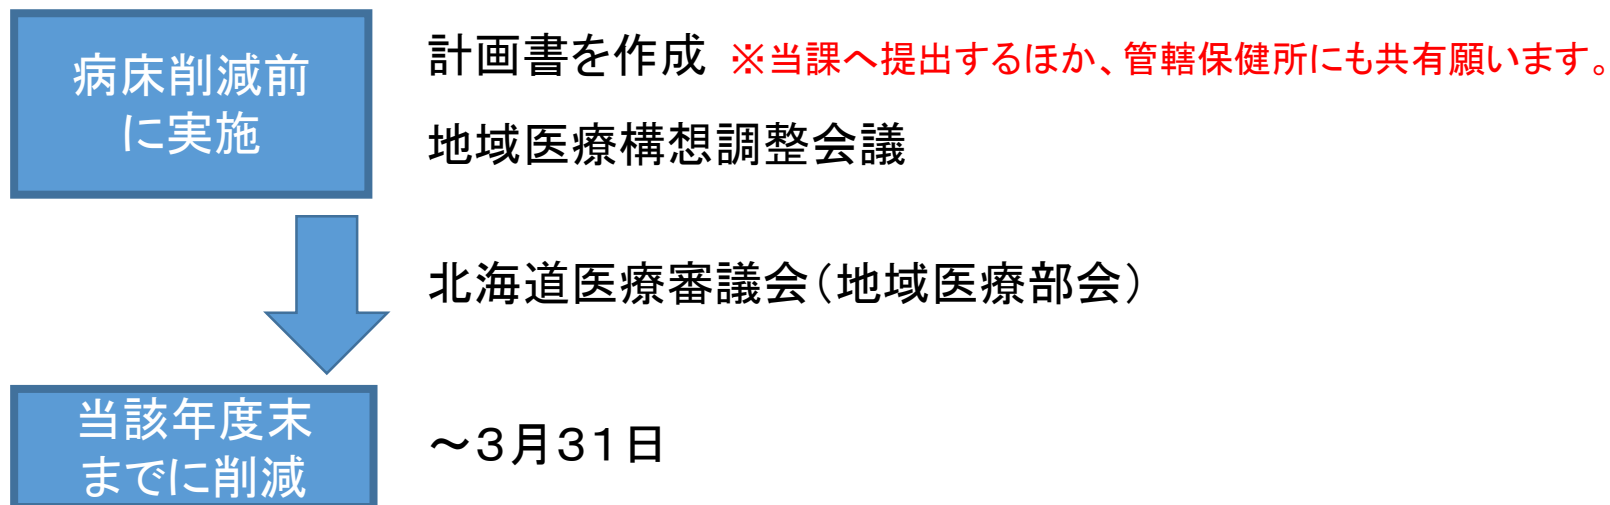 病床削減前
に実施
計画書を作成 ※当課へ提出するほか、管轄保健所にも共有願います。
地域医療構想調整会議
北海道医療審議会（地域医療部会）
当該年度末
までに削減
～３月３１日